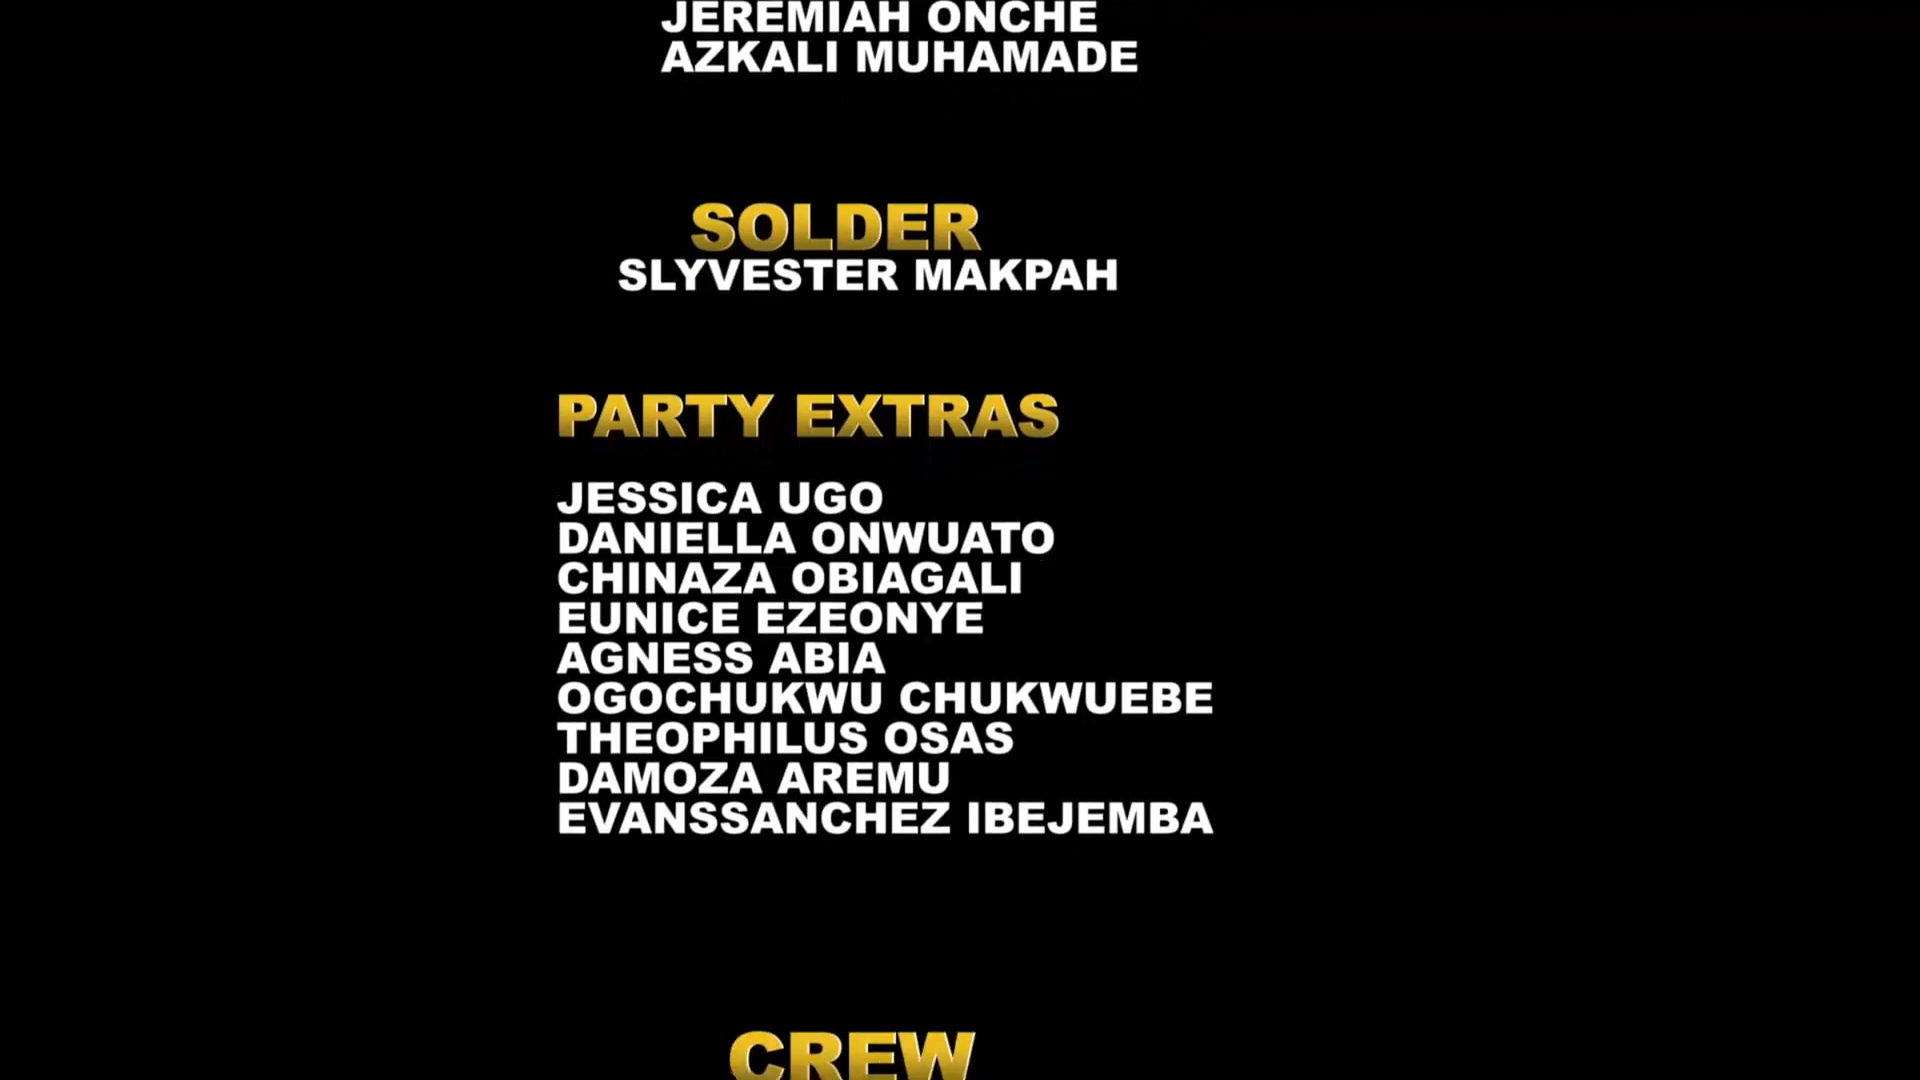 JEREMIAH ONCHE
AZKALI MUHAMADE
SOLDER
SLYVESTER MAKPAH
PARTY EXTRAS
JESSICA UGO
DANIELLA ONWUATO
CHINAZA OBIAGALI
EUNICE EZEONYE
AGNESS ABIA
OGOCHUKWU CHUKWUEBE
THEOPHILUS OSAS
DAMOZA AREMU
EVANSSANCHEZ IBEJEMBA
CREW